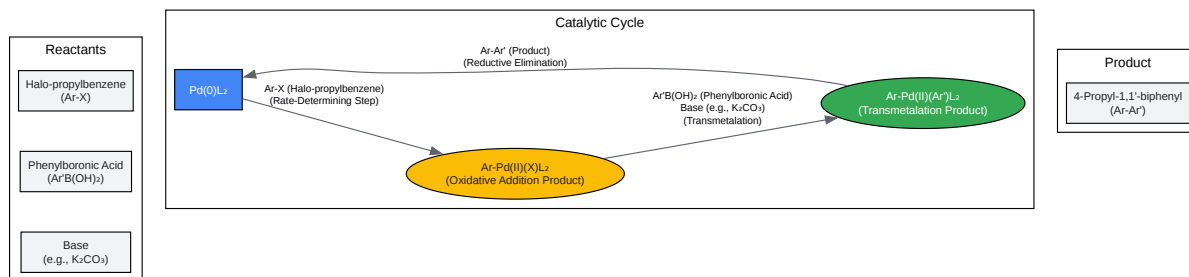 Reactants
Halo-propylbenzene
(Ar-X)
Phenylboronic Acid
(Ar'B(OH)₂)
Base
(e.g., K₂CO₃)
Catalytic Cycle
Pd(0)L₂
Ar-X (Halo-propylbenzene)
(Rate-Determining Step)
Ar-Ar' (Product)
(Reductive Elimination)
Ar-Pd(II)(X)L₂
(Oxidative Addition Product)
Ar'B(OH)₂ (Phenylboronic Acid)
Base (e.g., K₂CO₃)
(Transmetalation)
Ar-Pd(II)(Ar')L₂
(Transmetalation Product)
Product
4-Propyl-1,1'-biphenyl
(Ar-Ar')